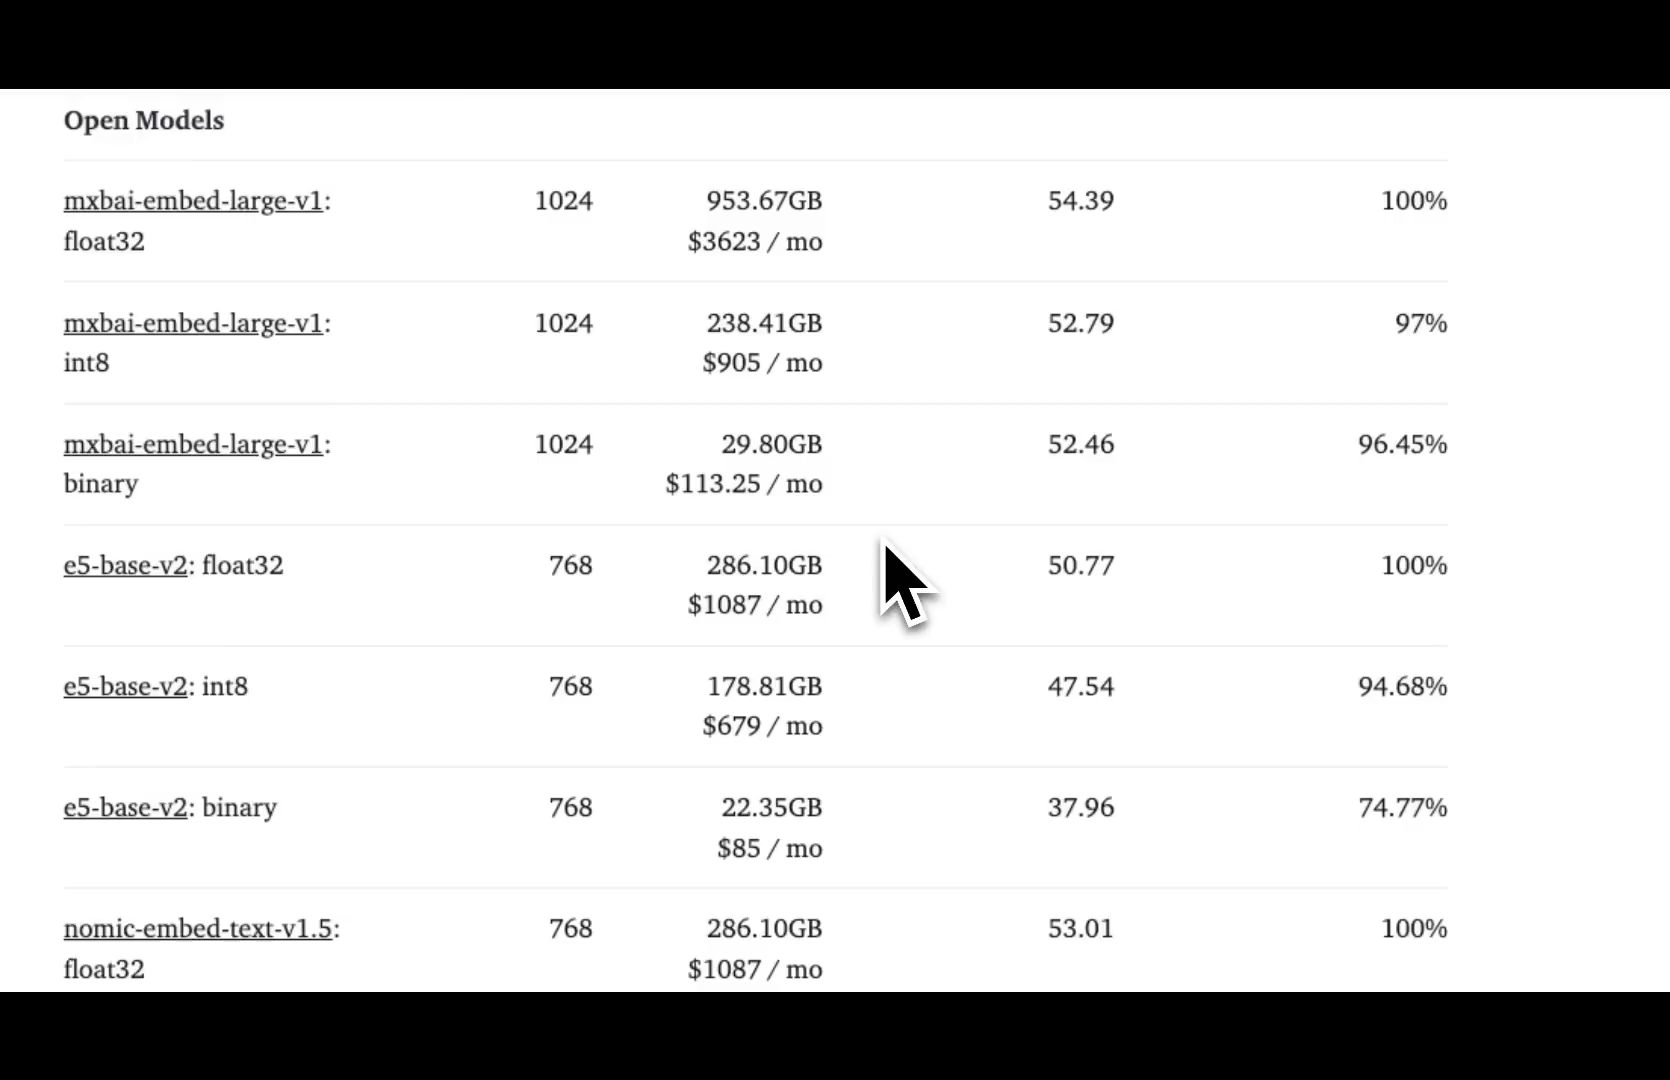 Open Models
mxbai-embed-large-v1: 1024 953.67GB 54.39 100%
float32 $3623 / mo
mxbai-embed-large-v1: 1024 238.41GB 52.79 97%
int8 $905 / mo
mxbai-embed-large-v1: 1024 29.80GB 52.46 96.45%
binary $113.25 / mo
e5-base-v2: float32 768 286.10GB 50.77 100%
$1087 / mo
e5-base-v2: int8 768 178.81GB 47.54 94.68%
$679 / mo
e5-base-v2: binary 768 22.35GB 37.96 74.77%
$85 / mo
nomic-embed-text-v1.5: 768 286.10GB 53.01 100%
float32 $1087 / mo